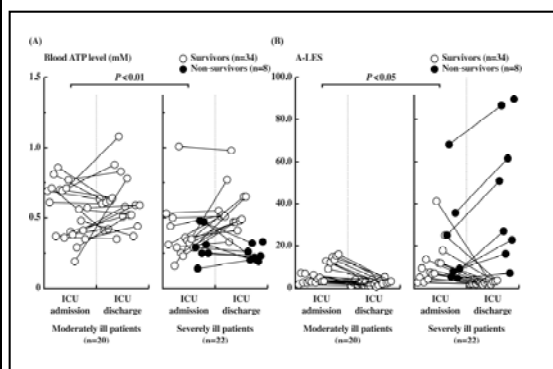 (A)
Blood ATP level (mM)
○ Survivors (n=34)
● Non-survivors (n=8)
P<0.01
1.5
1.0
0.5
0
ICU admission
ICU discharge
Moderately ill patients
(n=20)
ICU admission
ICU discharge
Severely ill patients
(n=22)
(B)
A-LES
○ Survivors (n=34)
● Non-survivors (n=8)
P<0.05
100.0
80.0
60.0
40.0
20.0
0
ICU admission
ICU discharge
Moderately ill patients
(n=20)
ICU admission
ICU discharge
Severely ill patients
(n=22)